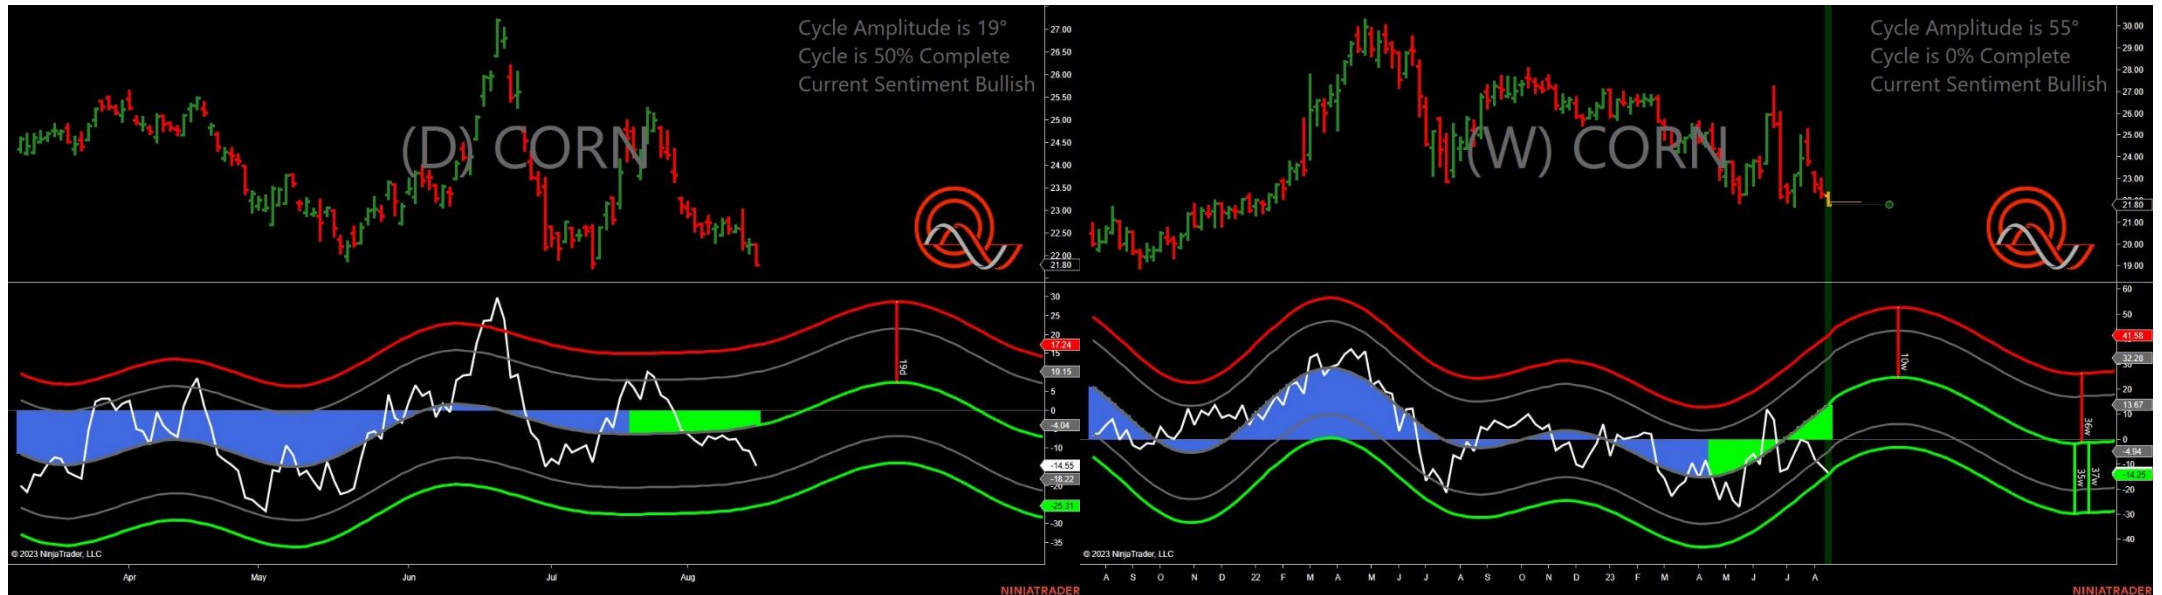 Cycle Amplitude is 19°
Cycle is 50% Complete
Current Sentiment Bullish
(D) CORN
27.00
26.50
26.00
25.50
25.00
24.50
24.00
23.50
23.00
22.50
22.00
21.80
30
25
20
17.24
15
10.15
5
0
-4.04
-10
-14.55
-18.22
-25.31
-30
-35
19d
© 2023 NinjaTrader, LLC
Apr May Jun Jul Aug
NINJATRADER
Cycle Amplitude is 55°
Cycle is 0% Complete
Current Sentiment Bullish
(W) CORN
30.00
29.00
28.00
27.00
26.00
25.00
24.00
23.00
21.80
21.00
20.00
19.00
60
50
41.58
32.28
30
20
13.67
10
0
-4.94
-10
-14.25
-20
-30
-40
10w
36w
35w
37w
© 2023 NinjaTrader, LLC
A S O N D 22 F M A M J J A S O N D 23 F M A M J J A
NINJATRADER